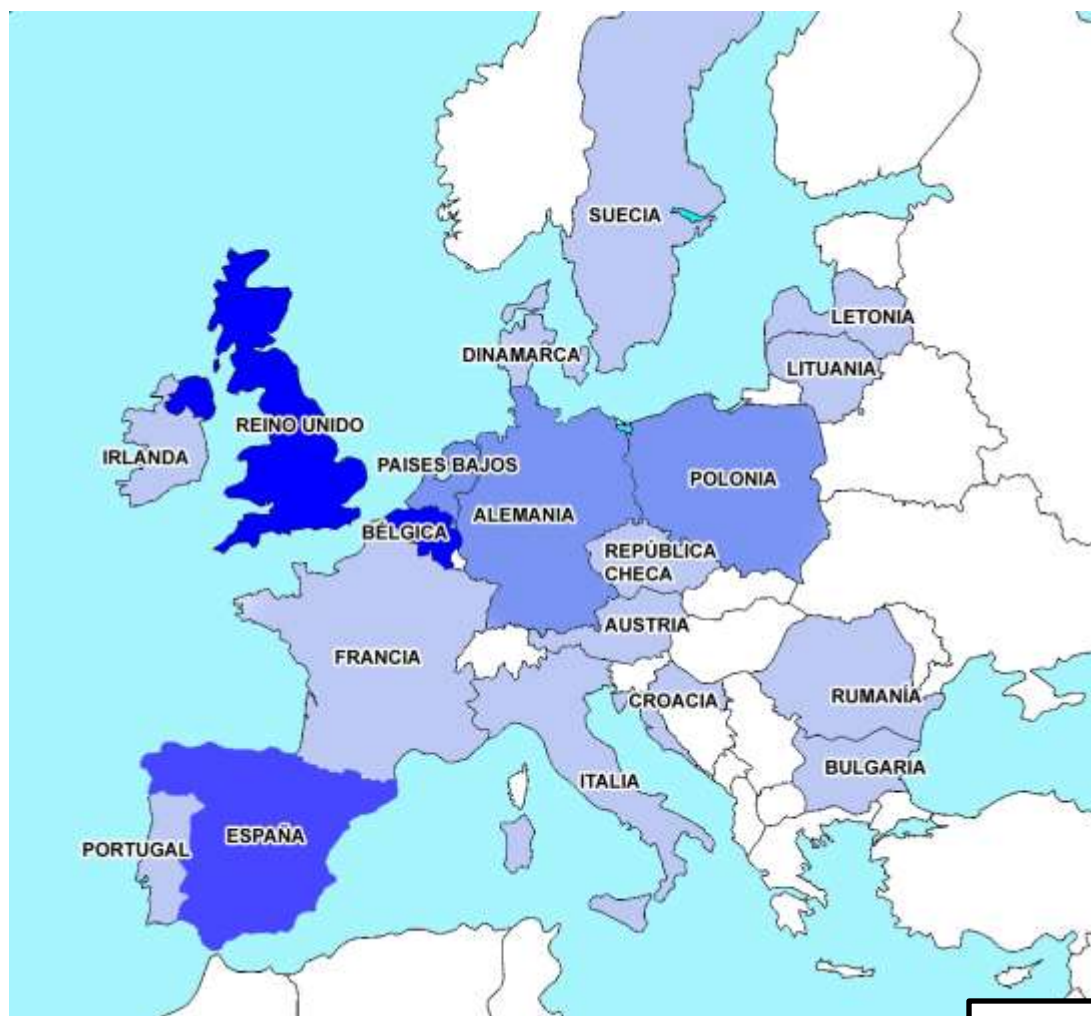 SUECIA
LETONIA
DINAMARCA
LITUANIA
REINO UNIDO
IRLANDA
PAISES BAJOS
POLONIA
ALEMANIA
BÉLGICA
REPÚBLICA
CHECA
AUSTRIA
FRANCIA
CROACIA
RUMANÍA
BULGARIA
ITALIA
ESPAÑA
PORTUGAL